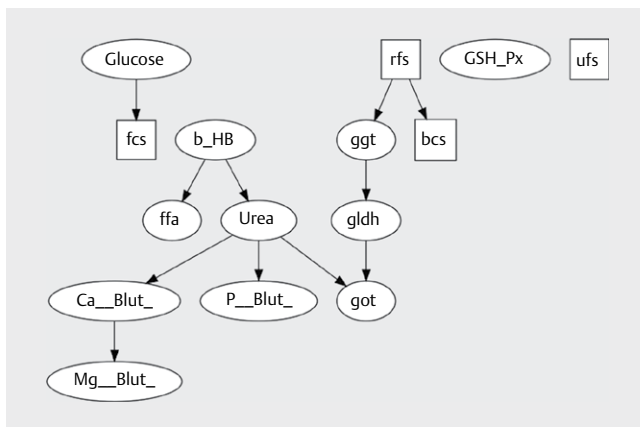 Glucose
rfs
GSH_Px
ufs
fcs
b_HB
ggt
bcs
ffa
Urea
gldh
Ca__Blut_
P__Blut_
got
Mg__Blut_